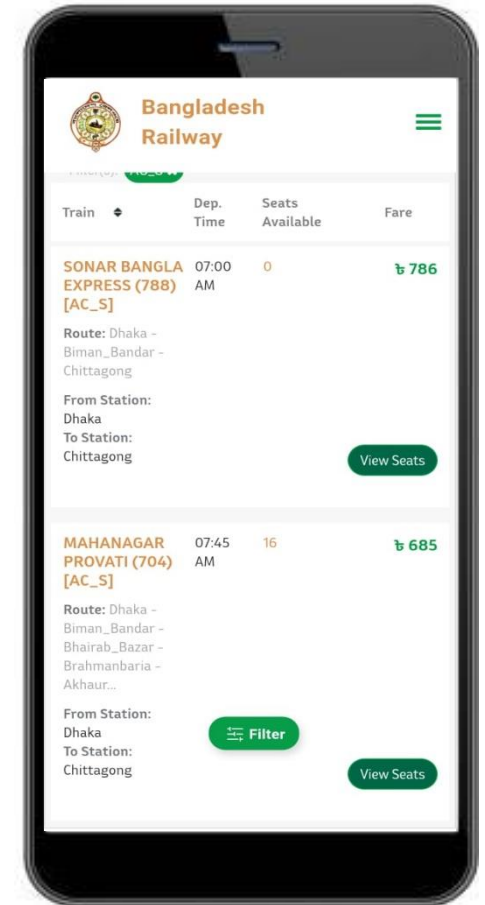 Bangladesh
Railway
Filter(s): AC_S
Train Dep. Time Seats Available Fare
SONAR BANGLA EXPRESS (788) [AC_S] 07:00 AM 0 ৳ 786
Route: Dhaka -
Biman_Bandar -
Chittagong
From Station:
Dhaka
To Station:
Chittagong
View Seats
MAHANAGAR PROVATI (704) [AC_S] 07:45 AM 16 ৳ 685
Route: Dhaka -
Biman_Bandar -
Bhairab_Bazar -
Brahmanbaria -
Akhaur...
From Station:
Dhaka
Filter
To Station:
Chittagong
View Seats